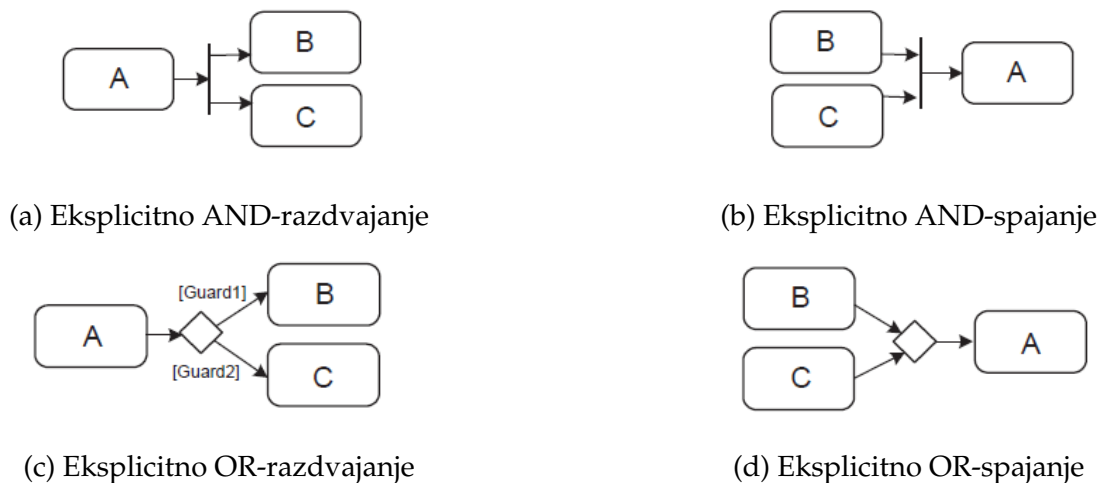 B
A
C
B
A
C
(a) Eksplicitno AND-razdvajanje
(b) Eksplicitno AND-spajanje
[Guard1]
B
A
[Guard2]
C
B
A
C
(c) Eksplicitno OR-razdvajanje
(d) Eksplicitno OR-spajanje